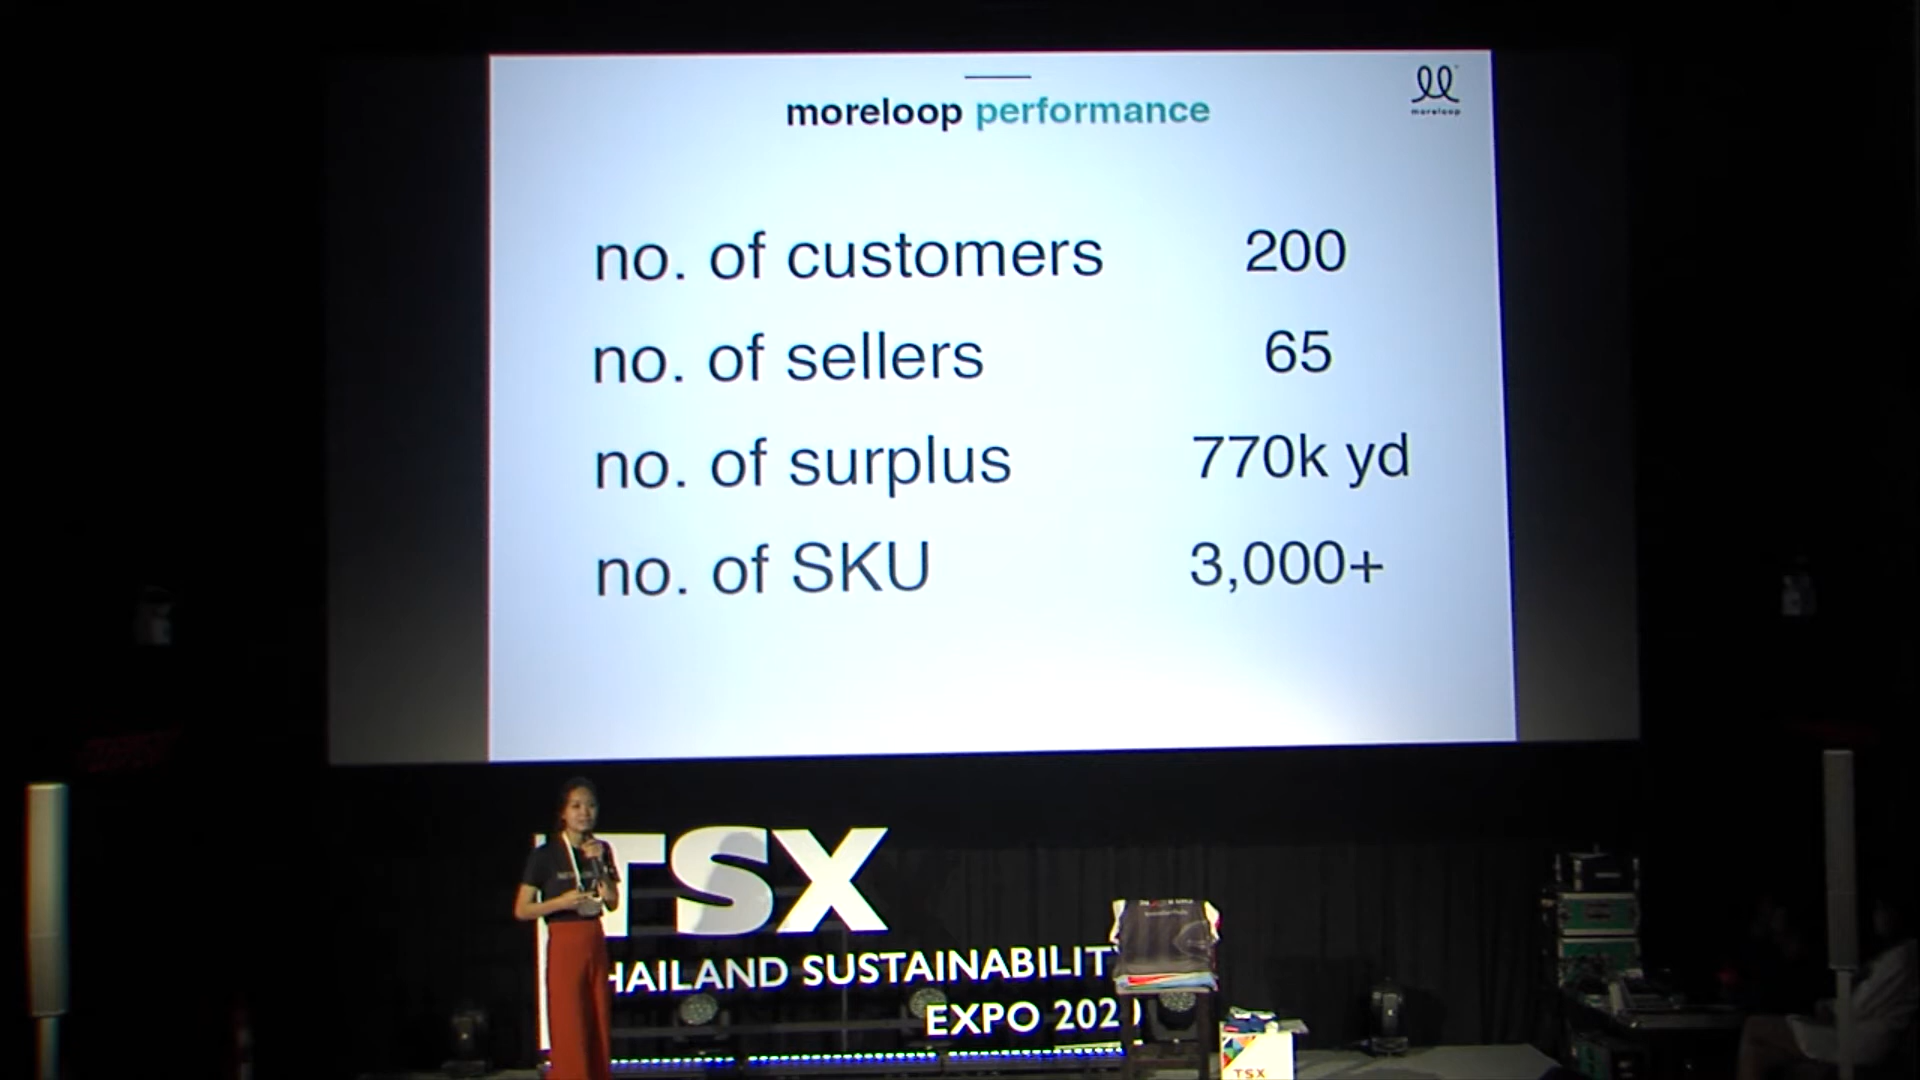 moreloop performance
moreloop
no. of customers 200
no. of sellers 65
no. of surplus 770k yd
no. of SKU 3,000+
TSX
HAILAND SUSTAINABILIT
EXPO 202
TSX